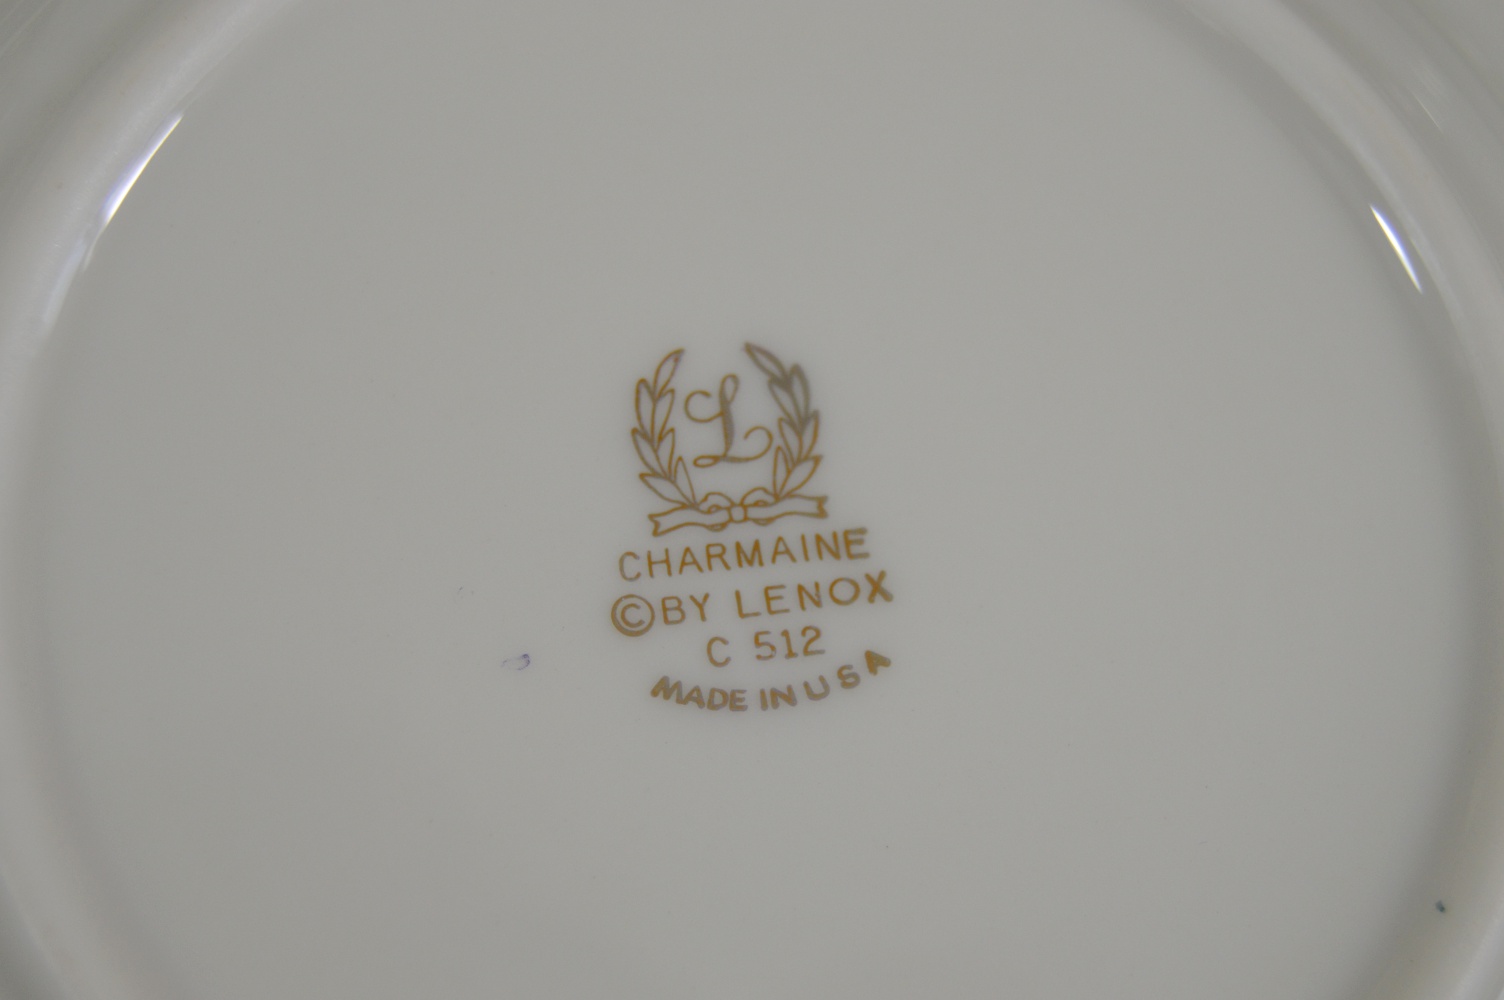 L
CHARMAINE
©BY LENOX
C 512
MADE IN USA